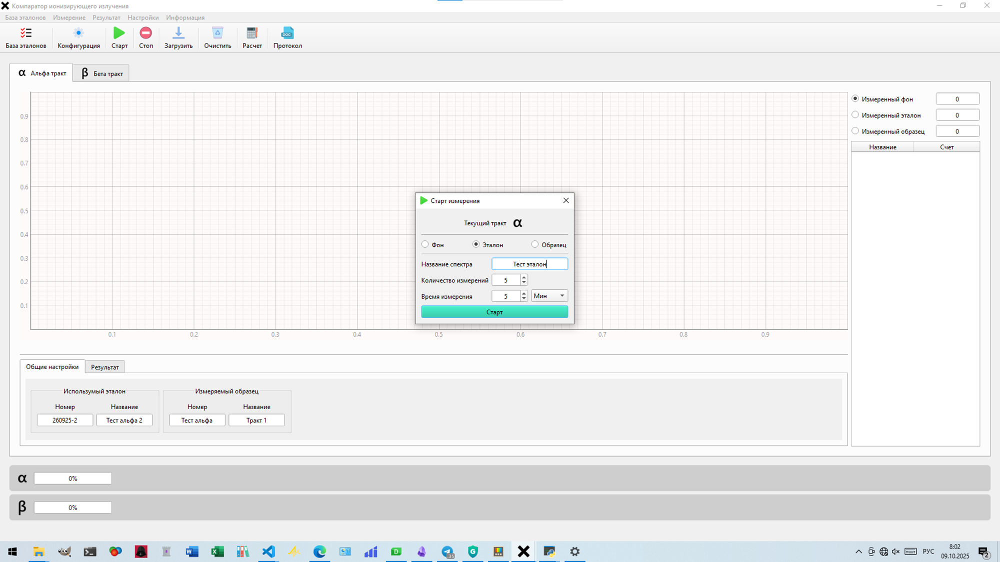 Компаратор ионизирующего излучения
База эталонов Измерение Результат Настройки Информация
База эталонов Конфигурация Старт Стоп Загрузить Очистить Расчет Протокол
DOC
α Альфа тракт β Бета тракт
0.9
0.8
0.7
0.6
0.5
0.4
0.3
0.2
0.1
0.1 0.2 0.3 0.4 0.5 0.6 0.7 0.8 0.9
Измеренный фон 0
Измеренный эталон 0
Измеренный образец 0
Название Счет
Старт измерения
Текущий тракт α
Фон Эталон Образец
Название спектра Тест эталон
Количество измерений 5
Время измерения 5 Мин
Старт
Общие настройки Результат
Использумый эталон Измеряемый образец
Номер Название Номер Название
260925-2 Тест альфа 2 Тест альфа Тракт 1
α 0%
β 0%
35
РУС
8:02
09.10.2025
2